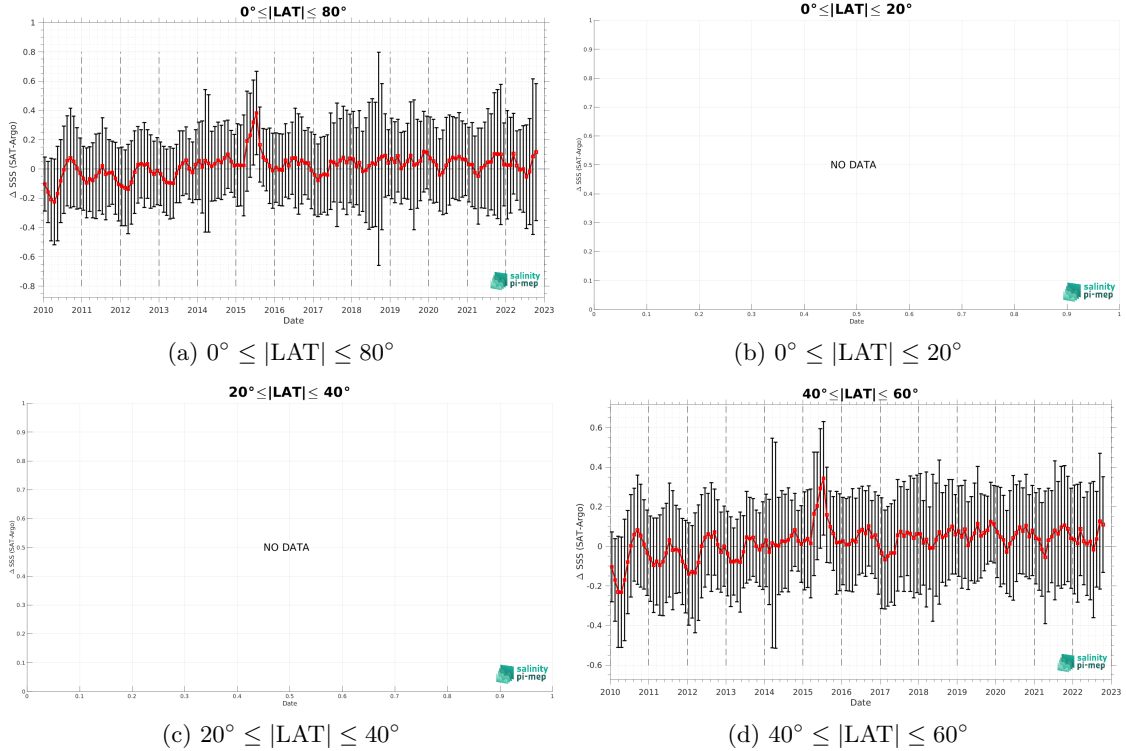 0°≤|LAT|≤ 80°
1
0.8
0.6
0.4
0.2
0
-0.2
-0.4
-0.6
-0.8
Δ SSS (SAT-Argo)
2010 2011 2012 2013 2014 2015 2016 2017 2018 2019 2020 2021 2022 2023
Date
salinity
pi-mep
(a) 0° ≤ |LAT| ≤ 80°
0°≤|LAT|≤ 20°
1
0.9
0.8
0.7
0.6
0.5
0.4
0.3
0.2
0.1
0
Δ SSS (SAT-Argo)
NO DATA
0 0.1 0.2 0.3 0.4 0.5 0.6 0.7 0.8 0.9 1
Date
salinity
pi-mep
(b) 0° ≤ |LAT| ≤ 20°
20°≤|LAT|≤ 40°
1
0.9
0.8
0.7
0.6
0.5
0.4
0.3
0.2
0.1
0
Δ SSS (SAT-Argo)
NO DATA
0 0.1 0.2 0.3 0.4 0.5 0.6 0.7 0.8 0.9 1
Date
salinity
pi-mep
(c) 20° ≤ |LAT| ≤ 40°
40°≤|LAT|≤ 60°
0.6
0.4
0.2
0
-0.2
-0.4
-0.6
Δ SSS (SAT-Argo)
2010 2011 2012 2013 2014 2015 2016 2017 2018 2019 2020 2021 2022 2023
Date
salinity
pi-mep
(d) 40° ≤ |LAT| ≤ 60°